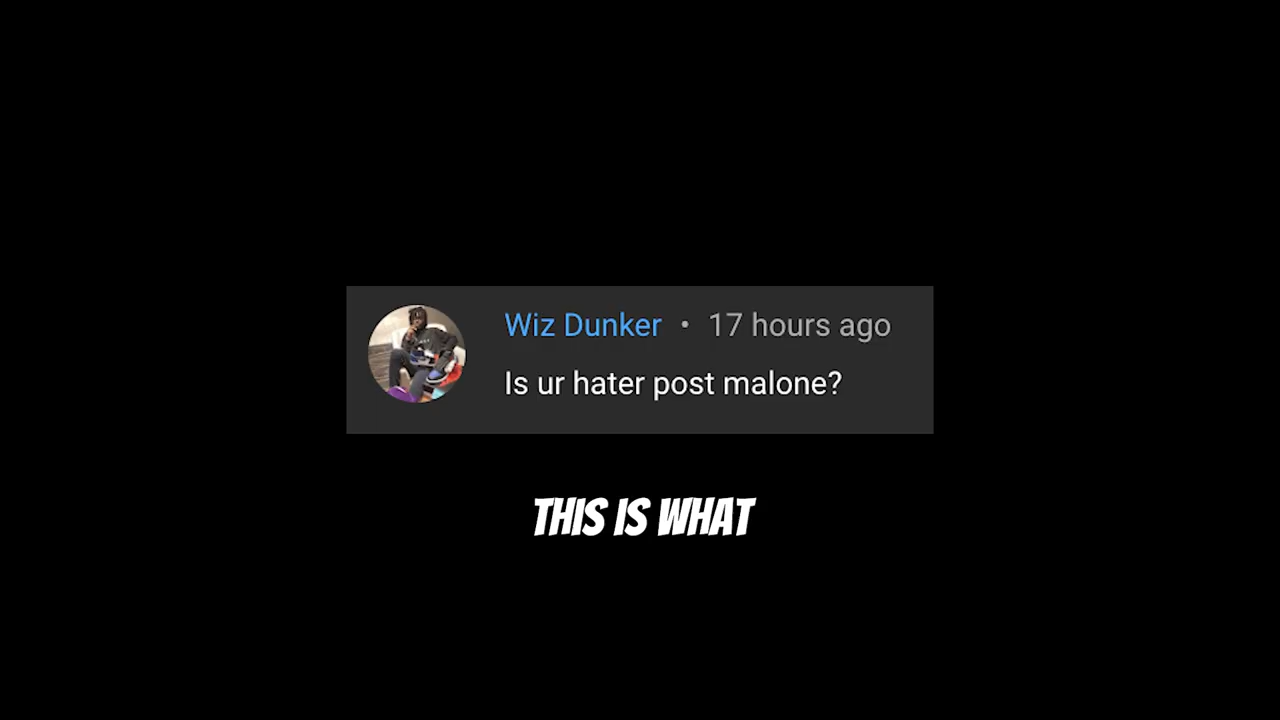 Wiz Dunker • 17 hours ago
Is ur hater post malone?
THIS IS WHAT